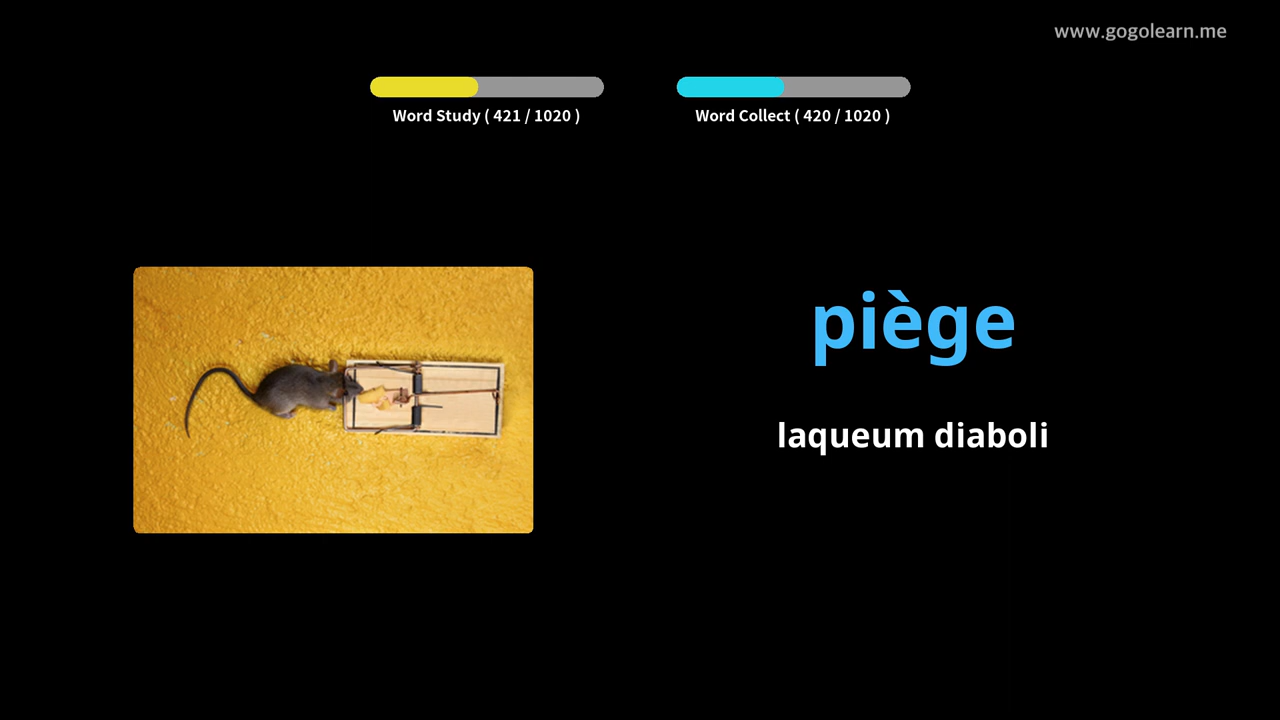 www.gogolearn.me
Word Study ( 421 / 1020 )
Word Collect ( 420 / 1020 )
piège
laqueum diaboli